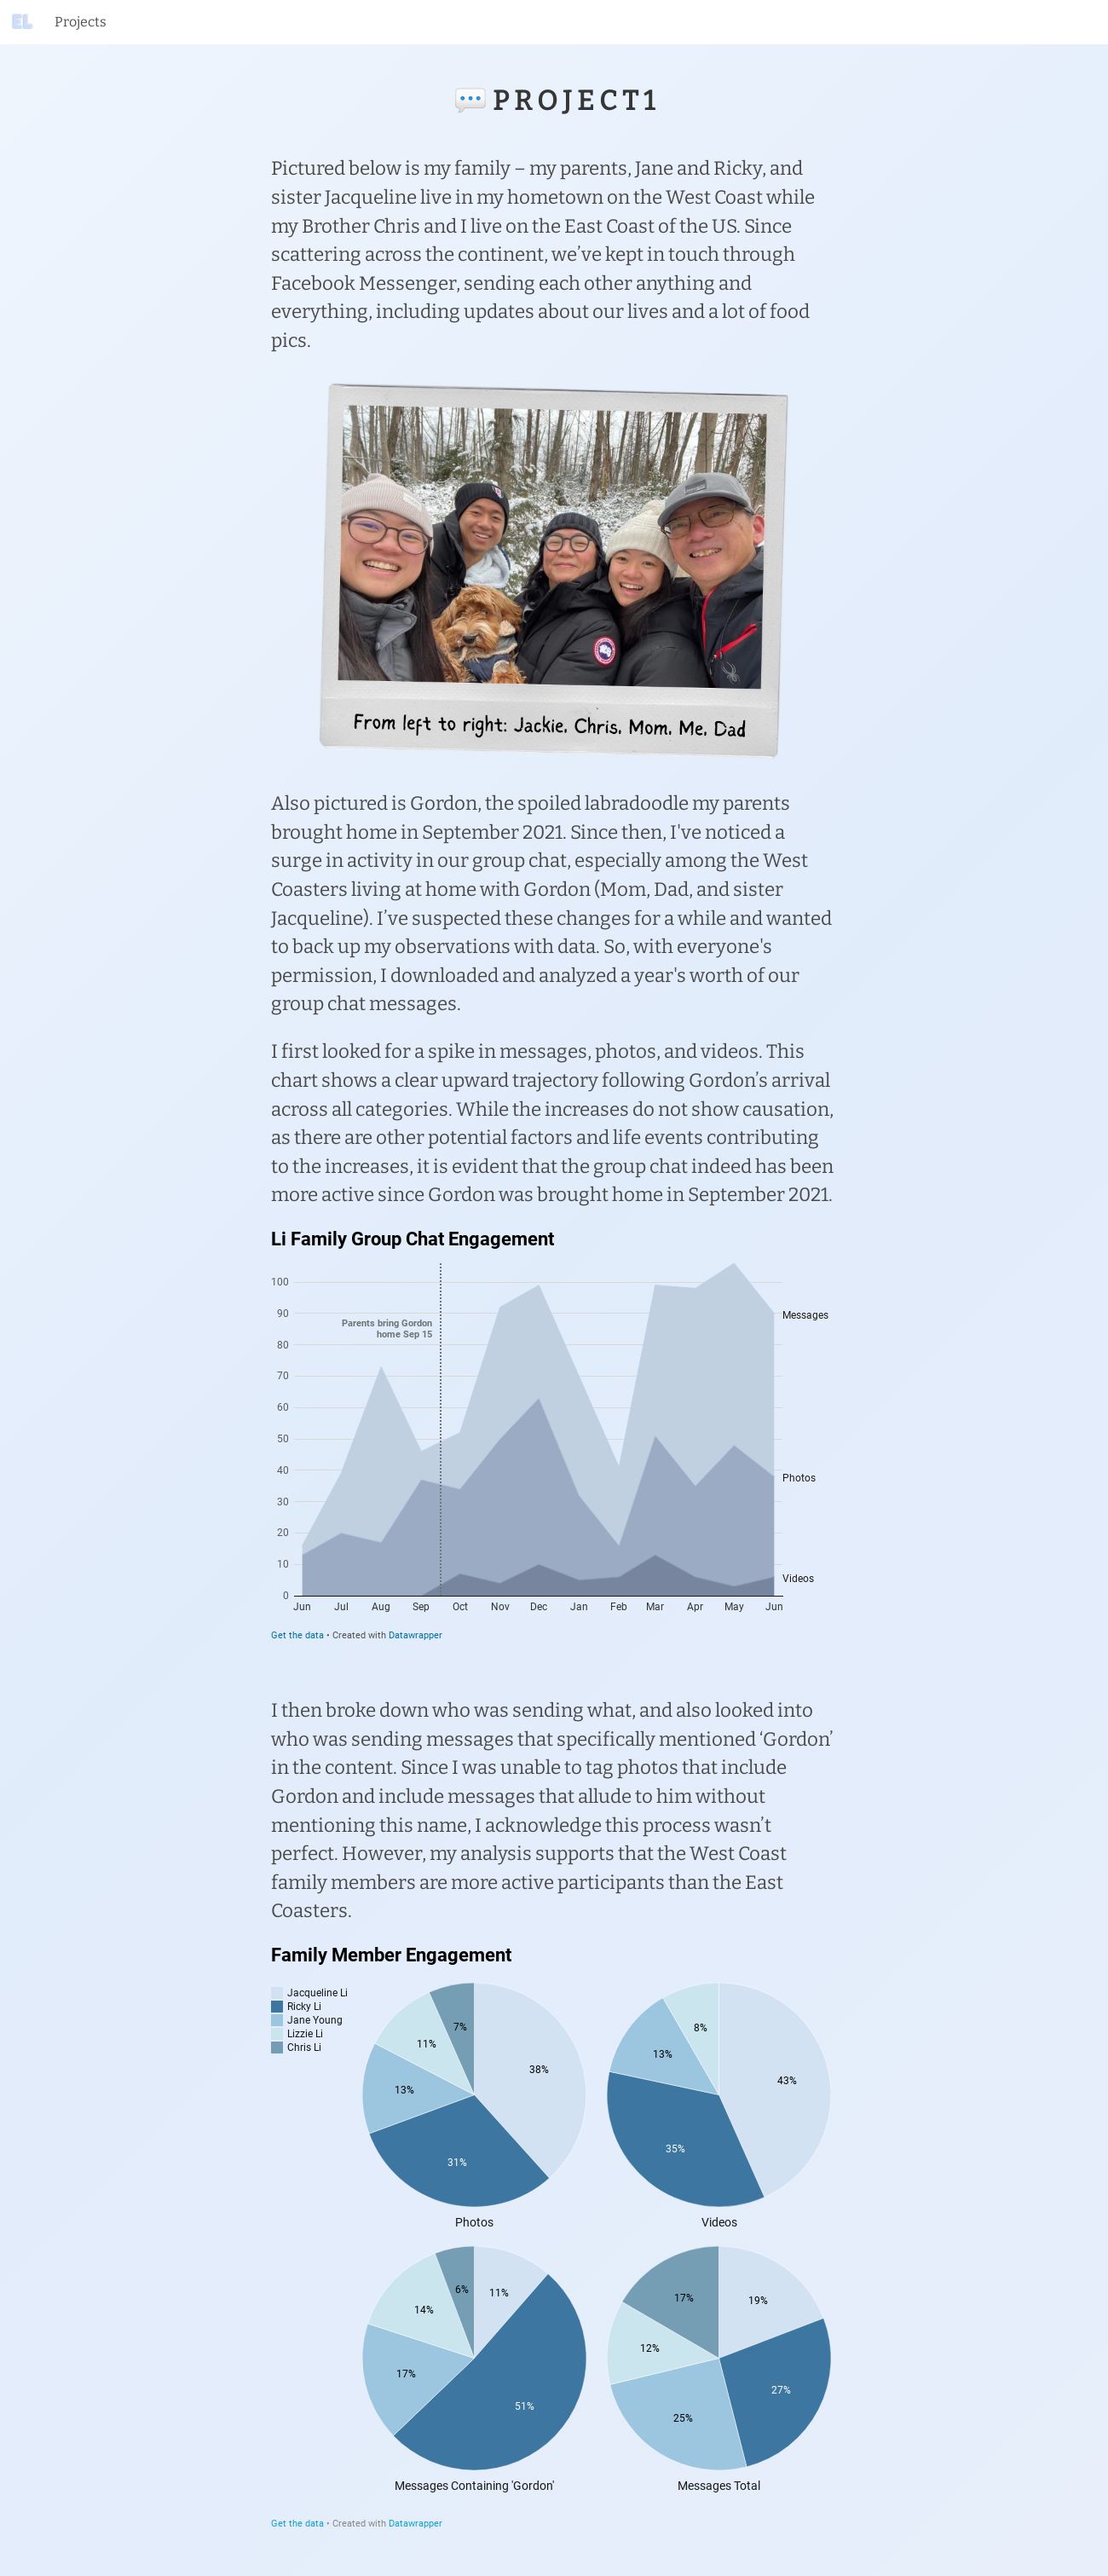 EL
Projects
💬 PROJECT1
Pictured below is my family – my parents, Jane and Ricky, and
sister Jacqueline live in my hometown on the West Coast while
my Brother Chris and I live on the East Coast of the US. Since
scattering across the continent, we’ve kept in touch through
Facebook Messenger, sending each other anything and
everything, including updates about our lives and a lot of food
pics.
From left to right: Jackie, Chris, Mom, Me, Dad
Also pictured is Gordon, the spoiled labradoodle my parents
brought home in September 2021. Since then, I've noticed a
surge in activity in our group chat, especially among the West
Coasters living at home with Gordon (Mom, Dad, and sister
Jacqueline). I’ve suspected these changes for a while and wanted
to back up my observations with data. So, with everyone's
permission, I downloaded and analyzed a year's worth of our
group chat messages.
I first looked for a spike in messages, photos, and videos. This
chart shows a clear upward trajectory following Gordon’s arrival
across all categories. While the increases do not show causation,
as there are other potential factors and life events contributing
to the increases, it is evident that the group chat indeed has been
more active since Gordon was brought home in September 2021.
Li Family Group Chat Engagement
100
90
Messages
Parents bring Gordon
home Sep 15
80
70
60
50
40
Photos
30
20
10
Videos
0
Jun Jul Aug Sep Oct Nov Dec Jan Feb Mar Apr May Jun
Get the data • Created with Datawrapper
I then broke down who was sending what, and also looked into
who was sending messages that specifically mentioned ‘Gordon’
in the content. Since I was unable to tag photos that include
Gordon and include messages that allude to him without
mentioning this name, I acknowledge this process wasn’t
perfect. However, my analysis supports that the West Coast
family members are more active participants than the East
Coasters.
Family Member Engagement
Jacqueline Li
Ricky Li
Jane Young
Lizzie Li
Chris Li
7%
11%
38%
13%
31%
Photos
8%
13%
43%
35%
Videos
6%
11%
14%
17%
51%
Messages Containing 'Gordon'
17%
19%
12%
27%
25%
Messages Total
Get the data • Created with Datawrapper